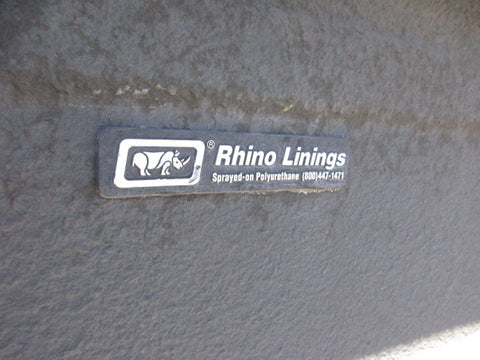 ® Rhino Linings
Sprayed-on Polyurethane (800)447-1471